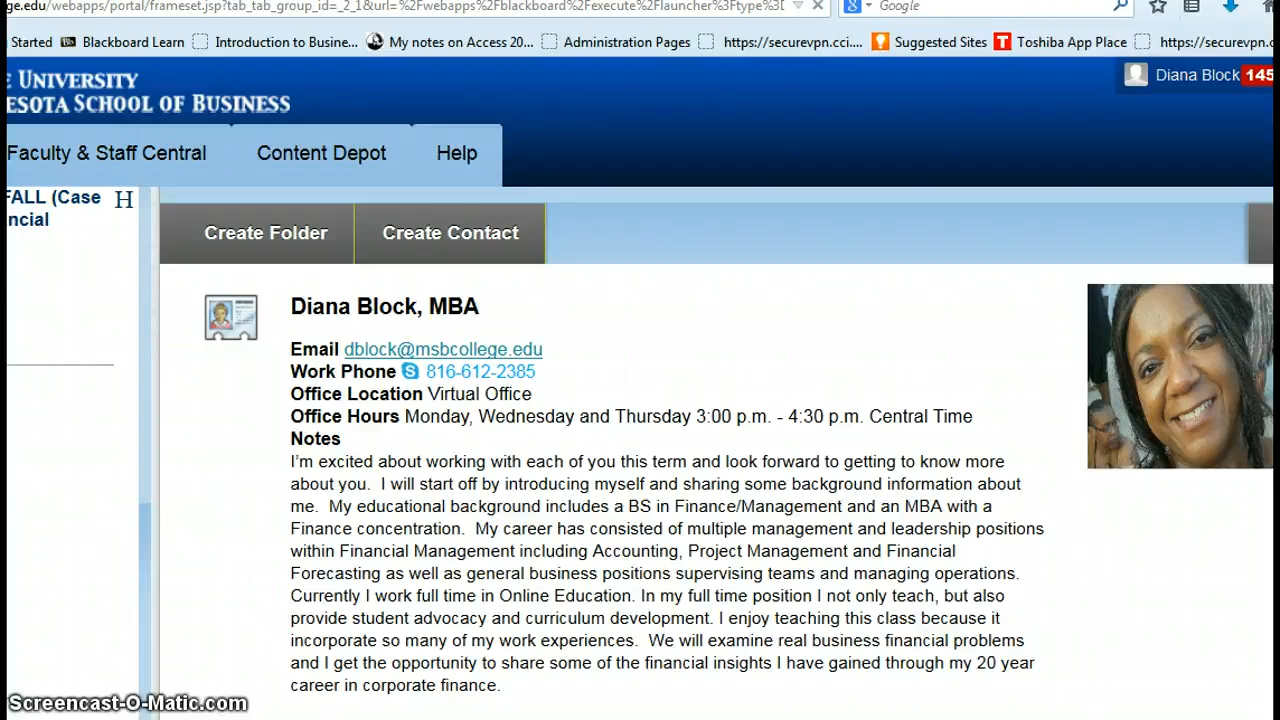 ge.edu/webapps/portal/frameset.jsp?tab_tab_group_id=_2_1&url=%2Fwebapps%2Fblackboard%2Fexecute%2Flauncher%3Ftype%3D
Google
Started Blackboard Learn Introduction to Busine... My notes on Access 20... Administration Pages https://securevpn.cci.... Suggested Sites Toshiba App Place https://securevpn.c
E UNIVERSITY
ESOTA SCHOOL OF BUSINESS
Diana Block 145
Faculty & Staff Central Content Depot Help
FALL (Case
ncial
H
Create Folder Create Contact
Diana Block, MBA
Email dblock@msbcollege.edu
Work Phone 816-612-2385
Office Location Virtual Office
Office Hours Monday, Wednesday and Thursday 3:00 p.m. - 4:30 p.m. Central Time
Notes
I'm excited about working with each of you this term and look forward to getting to know more
about you. I will start off by introducing myself and sharing some background information about
me. My educational background includes a BS in Finance/Management and an MBA with a
Finance concentration. My career has consisted of multiple management and leadership positions
within Financial Management including Accounting, Project Management and Financial
Forecasting as well as general business positions supervising teams and managing operations.
Currently I work full time in Online Education. In my full time position I not only teach, but also
provide student advocacy and curriculum development. I enjoy teaching this class because it
incorporate so many of my work experiences. We will examine real business financial problems
and I get the opportunity to share some of the financial insights I have gained through my 20 year
career in corporate finance.
Screencast-O-Matic.com